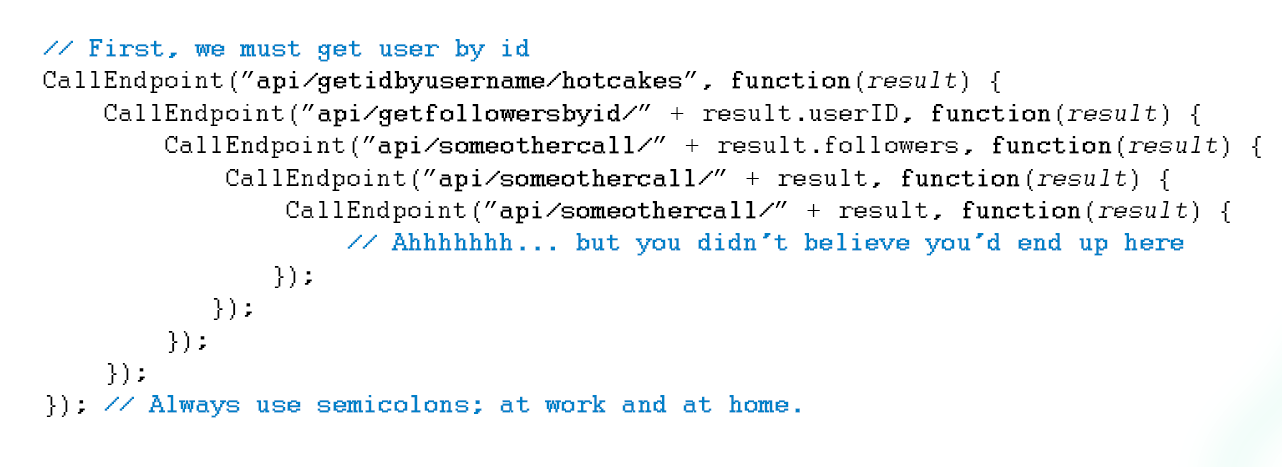 // First, we must get user by id
CallEndpoint("api/getidbyusername/hotcakes", function(result) {
    CallEndpoint("api/getfollowersbyid/" + result.userID, function(result) {
        CallEndpoint("api/someothercall/" + result.followers, function(result) {
            CallEndpoint("api/someothercall/" + result, function(result) {
                CallEndpoint("api/someothercall/" + result, function(result) {
                    // Ahhhhhhh... but you didn´t believe you´d end up here
                });
            });
        });
    });
}); // Always use semicolons; at work and at home.